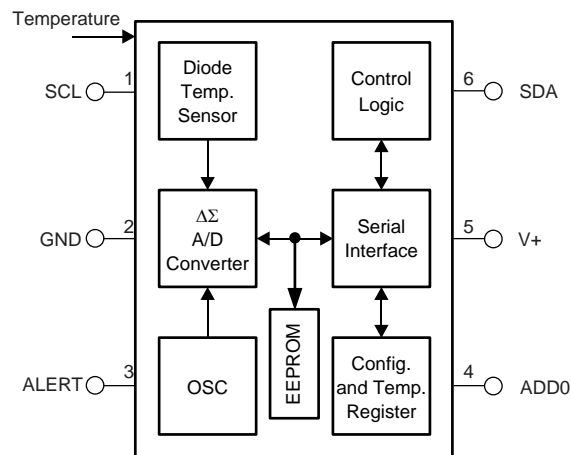 Temperature
1
SCL
Diode
Temp.
Sensor
Control
Logic
6
SDA
2
GND
ΔΣ
A/D
Converter
Serial
Interface
5
V+
3
ALERT
OSC
EEPROM
Config.
and Temp.
Register
4
ADD0